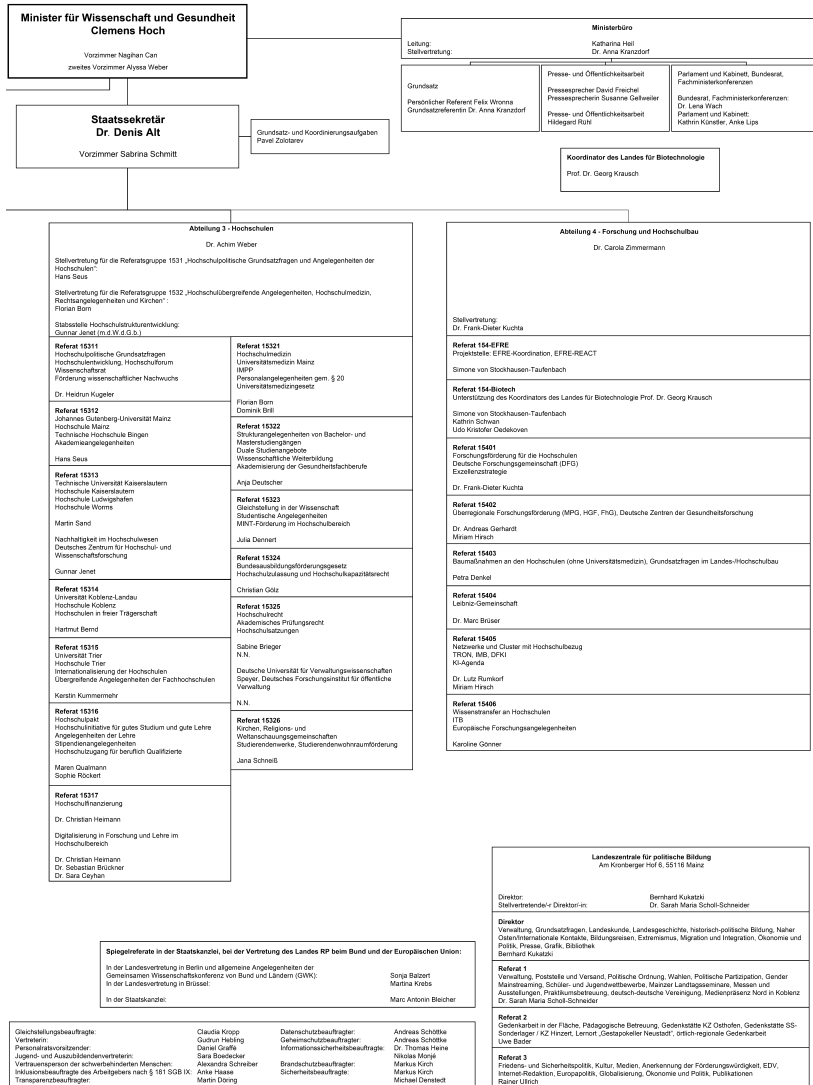 Minister für Wissenschaft und Gesundheit
Clemens Hoch
Vorzimmer Nagihan Can
zweites Vorzimmer Alyssa Weber
Ministerbüro
Leitung: Katharina Heil
Stellvertretung: Dr. Anna Kranzdorf
Grundsatz
Persönlicher Referent Felix Wronna
Grundsatzreferentin Dr. Anna Kranzdorf
Presse- und Öffentlichkeitsarbeit
Pressesprecher David Freichel
Pressesprecherin Susanne Gellweiler
Presse- und Öffentlichkeitsarbeit
Hildegard Rühl
Parlament und Kabinett, Bundesrat,
Fachministerkonferenzen
Bundesrat, Fachministerkonferenzen:
Dr. Lena Wach
Parlament und Kabinett:
Kathrin Künstler, Anke Lips
Staatssekretär
Dr. Denis Alt
Vorzimmer Sabrina Schmitt
Grundsatz- und Koordinierungsaufgaben
Pavel Zolotarev
Koordinator des Landes für Biotechnologie
Prof. Dr. Georg Krausch
Abteilung 3 - Hochschulen
Dr. Achim Weber
Stellvertretung für die Referatsgruppe 1531 „Hochschulpolitische Grundsatzfragen und Angelegenheiten der
Hochschulen":
Hans Seus
Stellvertretung für die Referatsgruppe 1532 „Hochschulübergreifende Angelegenheiten, Hochschulmedizin,
Rechtsangelegenheiten und Kirchen" :
Florian Born
Stabsstelle Hochschulstrukturentwicklung:
Gunnar Jenet (m.d.W.d.G.b.)
Referat 15311
Hochschulpolitische Grundsatzfragen
Hochschulentwicklung, Hochschulforum
Wissenschaftsrat
Förderung wissenschaftlicher Nachwuchs
Dr. Heidrun Kugeler
Referat 15312
Johannes Gutenberg-Universität Mainz
Hochschule Mainz
Technische Hochschule Bingen
Akademieangelegenheiten
Hans Seus
Referat 15313
Technische Universität Kaiserslautern
Hochschule Kaiserslautern
Hochschule Ludwigshafen
Hochschule Worms
Martin Sand
Nachhaltigkeit im Hochschulwesen
Deutsches Zentrum für Hochschul- und
Wissenschaftsforschung
Gunnar Jenet
Referat 15314
Universität Koblenz-Landau
Hochschule Koblenz
Hochschulen in freier Trägerschaft
Hartmut Bernd
Referat 15315
Universität Trier
Hochschule Trier
Internationalisierung der Hochschulen
Übergreifende Angelegenheiten der Fachhochschulen
Kerstin Kummermehr
Referat 15316
Hochschulpakt
Hochschulinitiative für gutes Studium und gute Lehre
Angelegenheiten der Lehre
Stipendienangelegenheiten
Hochschulzugang für beruflich Qualifizierte
Maren Qualmann
Sophie Röckert
Referat 15317
Hochschulfinanzierung
Dr. Christian Heimann
Digitalisierung in Forschung und Lehre im
Hochschulbereich
Dr. Christian Heimann
Dr. Sebastian Brückner
Dr. Sara Ceyhan
Referat 15321
Hochschulmedizin
Universitätsmedizin Mainz
IMPP
Personalangelegenheiten gem. § 20
Universitätsmedizingesetz
Florian Born
Dominik Brill
Referat 15322
Strukturangelegenheiten von Bachelor- und
Masterstudiengängen
Duale Studienangebote
Wissenschaftliche Weiterbildung
Akademisierung der Gesundheitsfachberufe
Anja Deutscher
Referat 15323
Gleichstellung in der Wissenschaft
Studentische Angelegenheiten
MINT-Förderung im Hochschulbereich
Julia Dennert
Referat 15324
Bundesausbildungsförderungsgesetz
Hochschulzulassung und Hochschulkapazitätsrecht
Christian Gölz
Referat 15325
Hochschulrecht
Akademisches Prüfungsrecht
Hochschulsatzungen
Sabine Brieger
N.N.
Deutsche Universität für Verwaltungswissenschaften
Speyer, Deutsches Forschungsinstitut für öffentliche
Verwaltung
N.N.
Referat 15326
Kirchen, Religions- und
Weltanschauungsgemeinschaften
Studierendenwerke, Studierendenwohnraumförderung
Jana Schneiß
Abteilung 4 - Forschung und Hochschulbau
Dr. Carola Zimmermann
Stellvertretung:
Dr. Frank-Dieter Kuchta
Referat 154-EFRE
Projektstelle: EFRE-Koordination, EFRE-REACT
Simone von Stockhausen-Taufenbach
Referat 154-Biotech
Unterstützung des Koordinators des Landes für Biotechnologie Prof. Dr. Georg Krausch
Simone von Stockhausen-Taufenbach
Kathrin Schwan
Udo Kristofer Oedekoven
Referat 15401
Forschungsförderung für die Hochschulen
Deutsche Forschungsgemeinschaft (DFG)
Exzellenzstrategie
Dr. Frank-Dieter Kuchta
Referat 15402
Überregionale Forschungsförderung (MPG, HGF, FhG), Deutsche Zentren der Gesundheitsforschung
Dr. Andreas Gerhardt
Miriam Hirsch
Referat 15403
Baumaßnahmen an den Hochschulen (ohne Universitätsmedizin), Grundsatzfragen im Landes-/Hochschulbau
Petra Denkel
Referat 15404
Leibniz-Gemeinschaft
Dr. Marc Brüser
Referat 15405
Netzwerke und Cluster mit Hochschulbezug
TRON, IMB, DFKI
KI-Agenda
Dr. Lutz Rumkorf
Miriam Hirsch
Referat 15406
Wissenstransfer an Hochschulen
ITB
Europäische Forschungsangelegenheiten
Karoline Gönner
Landeszentrale für politische Bildung
Am Kronberger Hof 6, 55116 Mainz
Direktor: Bernhard Kukatzki
Stellvertretende/-r Direktor/-in: Dr. Sarah Maria Scholl-Schneider
Direktor
Verwaltung, Grundsatzfragen, Landeskunde, Landesgeschichte, historisch-politische Bildung, Naher
Osten/Internationale Kontakte, Bildungsreisen, Extremismus, Migration und Integration, Ökonomie und
Politik, Presse, Grafik, Bibliothek
Bernhard Kukatzki
Referat 1
Verwaltung, Poststelle und Versand, Politische Ordnung, Wahlen, Politische Partizipation, Gender
Mainstreaming, Schüler- und Jugendwettbewerbe, Mainzer Landtagsseminare, Messen und
Ausstellungen, Praktikumsbetreuung, deutsch-deutsche Vereinigung, Medienpräsenz Nord in Koblenz
Dr. Sarah Maria Scholl-Schneider
Referat 2
Gedenkarbeit in der Fläche, Pädagogische Betreuung, Gedenkstätte KZ Osthofen, Gedenkstätte SS-
Sonderlager / KZ Hinzert, Lernort „Gestapokeller Neustadt", örtlich-regionale Gedenkarbeit
Uwe Bader
Referat 3
Friedens- und Sicherheitspolitik, Kultur, Medien, Anerkennung der Förderungswürdigkeit, EDV,
Internet-Redaktion, Europapolitik, Globalisierung, Ökonomie und Politik, Publikationen
Rainer Ullrich
Spiegelreferate in der Staatskanzlei, bei der Vertretung des Landes RP beim Bund und der Europäischen Union:
In der Landesvertretung in Berlin und allgemeine Angelegenheiten der
Gemeinsamen Wissenschaftskonferenz von Bund und Ländern (GWK): Sonja Balzert
In der Landesvertretung in Brüssel: Martina Krebs
In der Staatskanzlei: Marc Antonin Bleicher
Gleichstellungsbeauftragte: Claudia Kropp Datenschutzbeauftragter: Andreas Schöttke
Vertreterin: Gudrun Hebling Geheimschutzbeauftragter: Andreas Schöttke
Personalratsvorsitzender: Daniel Graffé Informationssicherheitsbeauftragte: Dr. Thomas Heine
Jugend- und Auszubildendenvertreterin: Sara Boedecker Nikolas Monjé
Vertrauensperson der schwerbehinderten Menschen: Alexandra Schreiber Brandschutzbeauftragter: Markus Kirch
Inklusionsbeauftragte des Arbeitgebers nach § 181 SGB IX: Anke Haase Sicherheitsbeauftragte: Markus Kirch
Transparenzbeauftragter: Martin Döring Michael Denstedt